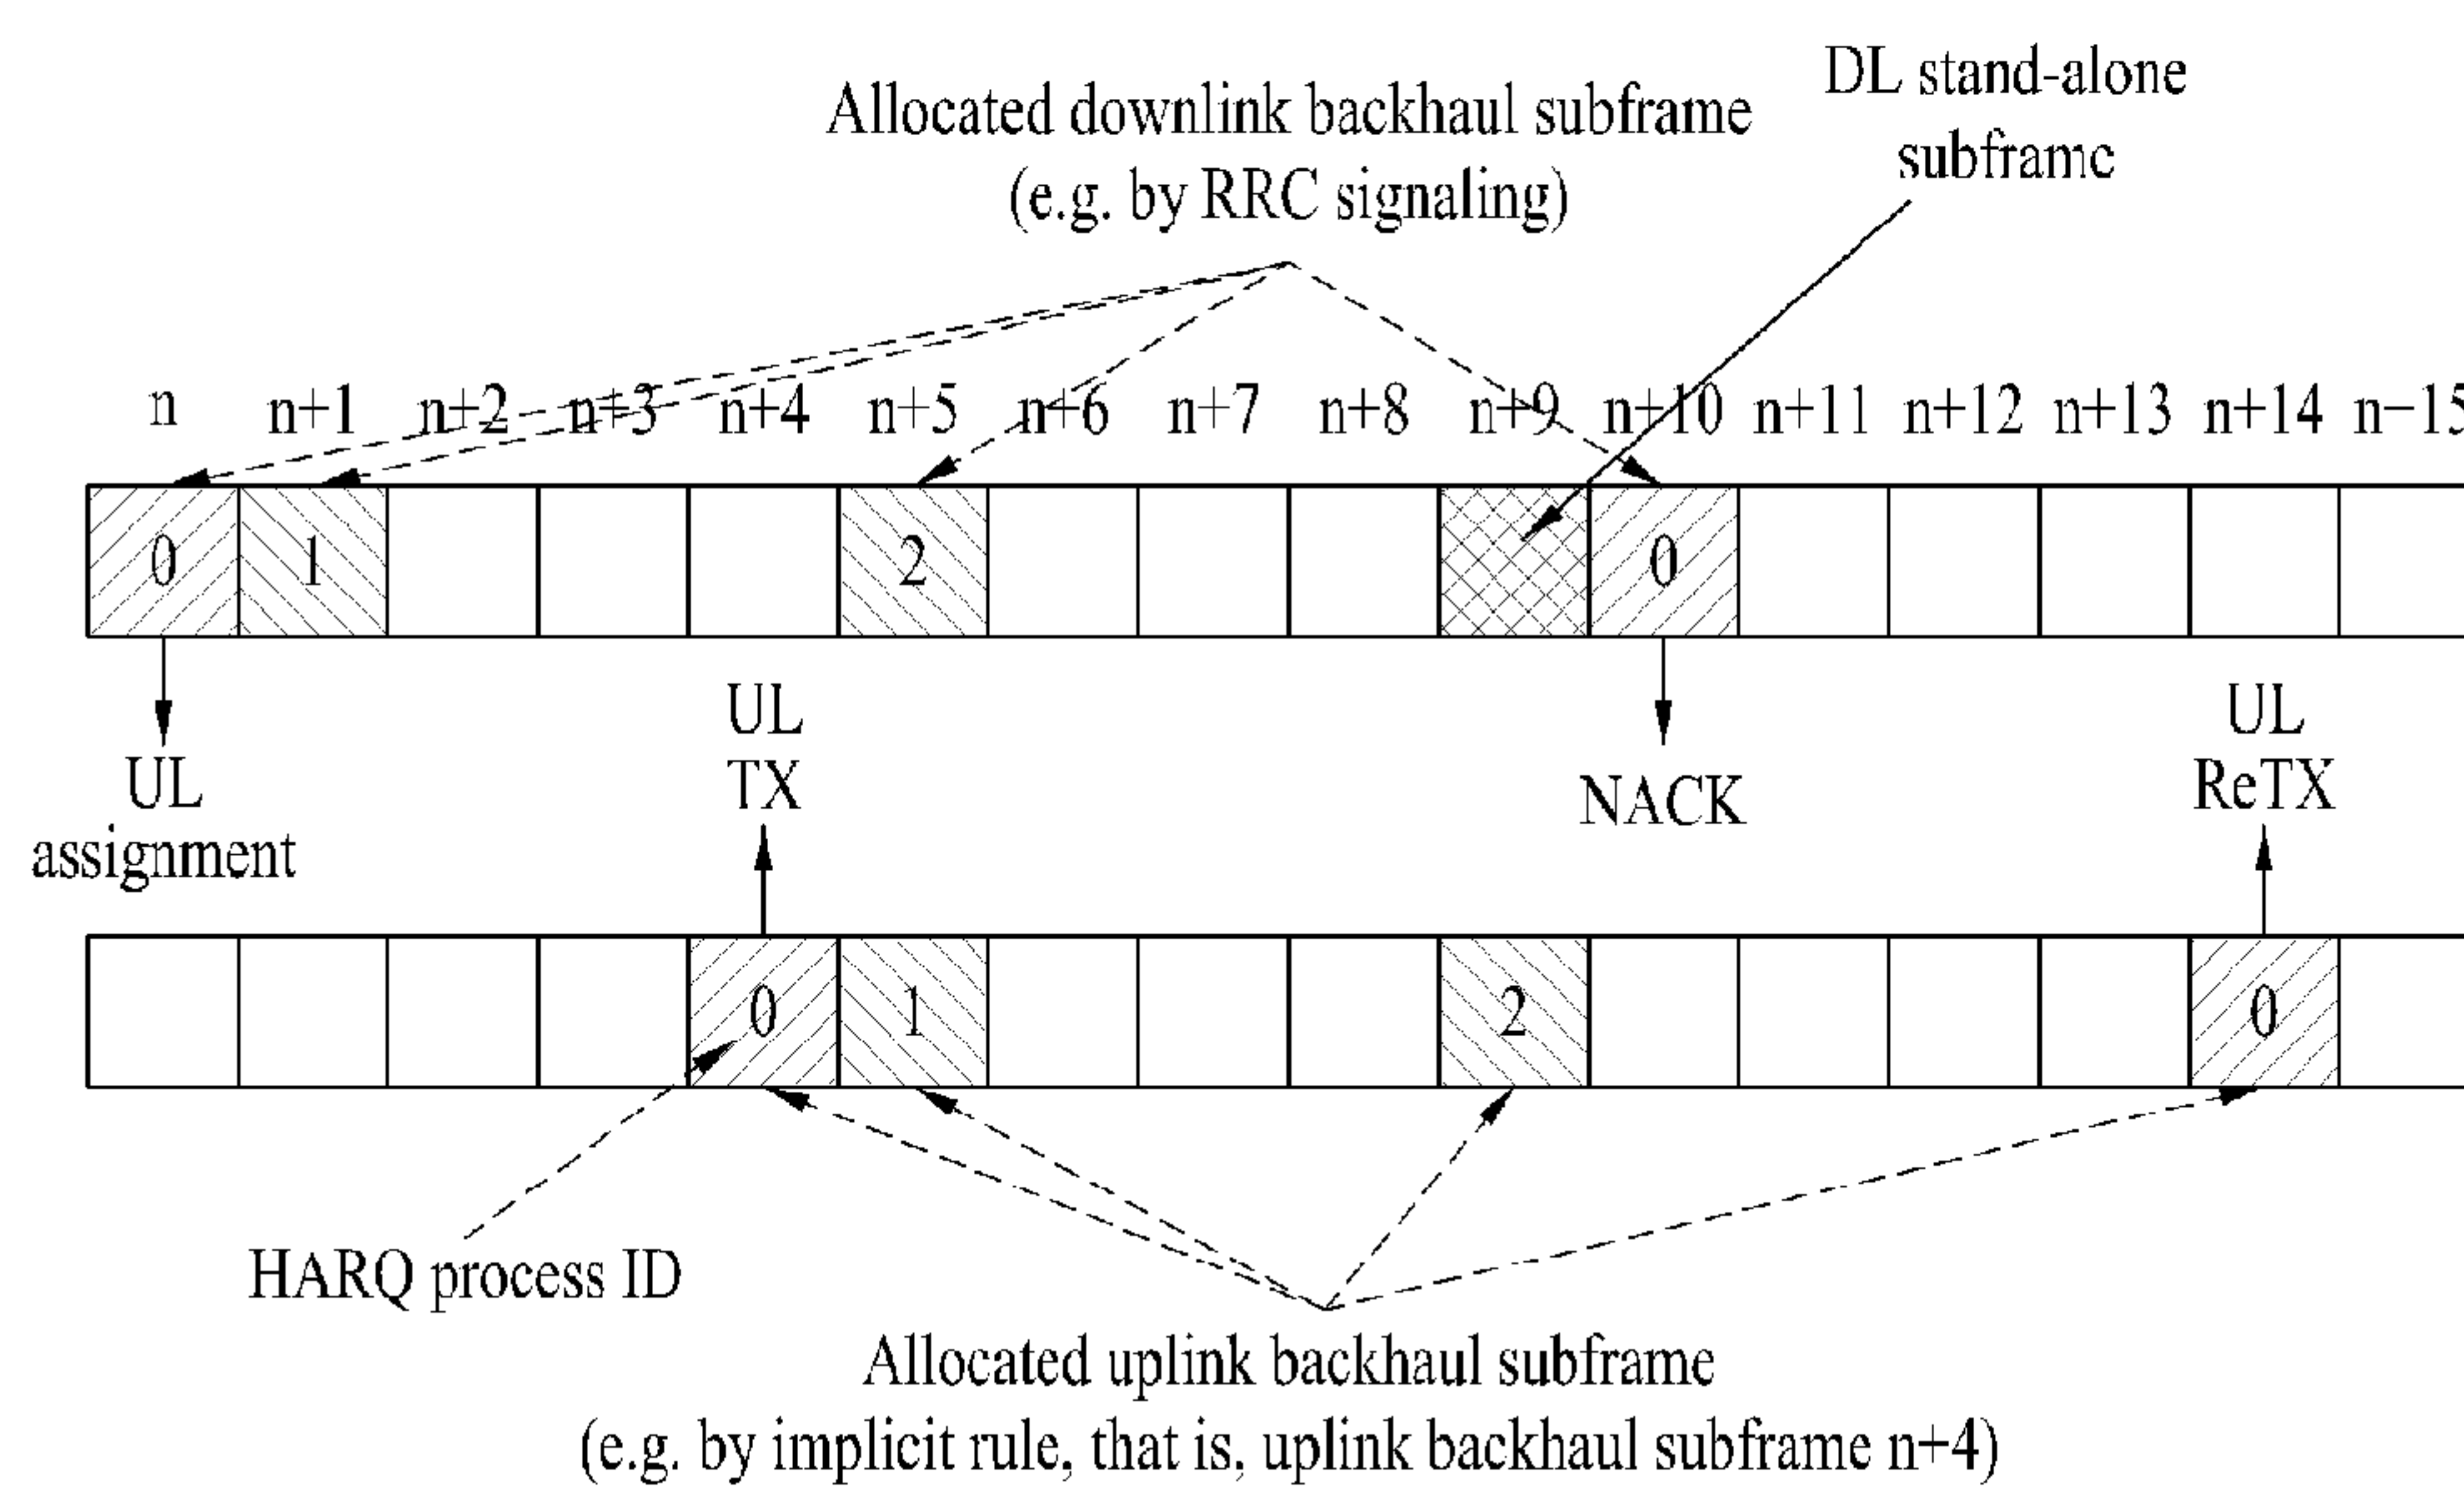 Allocated downlink backhaul subframe
(e.g. by RRC signaling)
DL stand-alone
subframe
n n+1 n+2 n+3 n+4 n+5 n+6 n+7 n+8 n+9 n+10 n+11 n+12 n+13 n+14 n−15
0 1 2 0
UL
assignment
UL
TX
NACK
UL
ReTX
0 1 2 0
HARQ process ID
Allocated uplink backhaul subframe
(e.g. by implicit rule, that is, uplink backhaul subframe n+4)